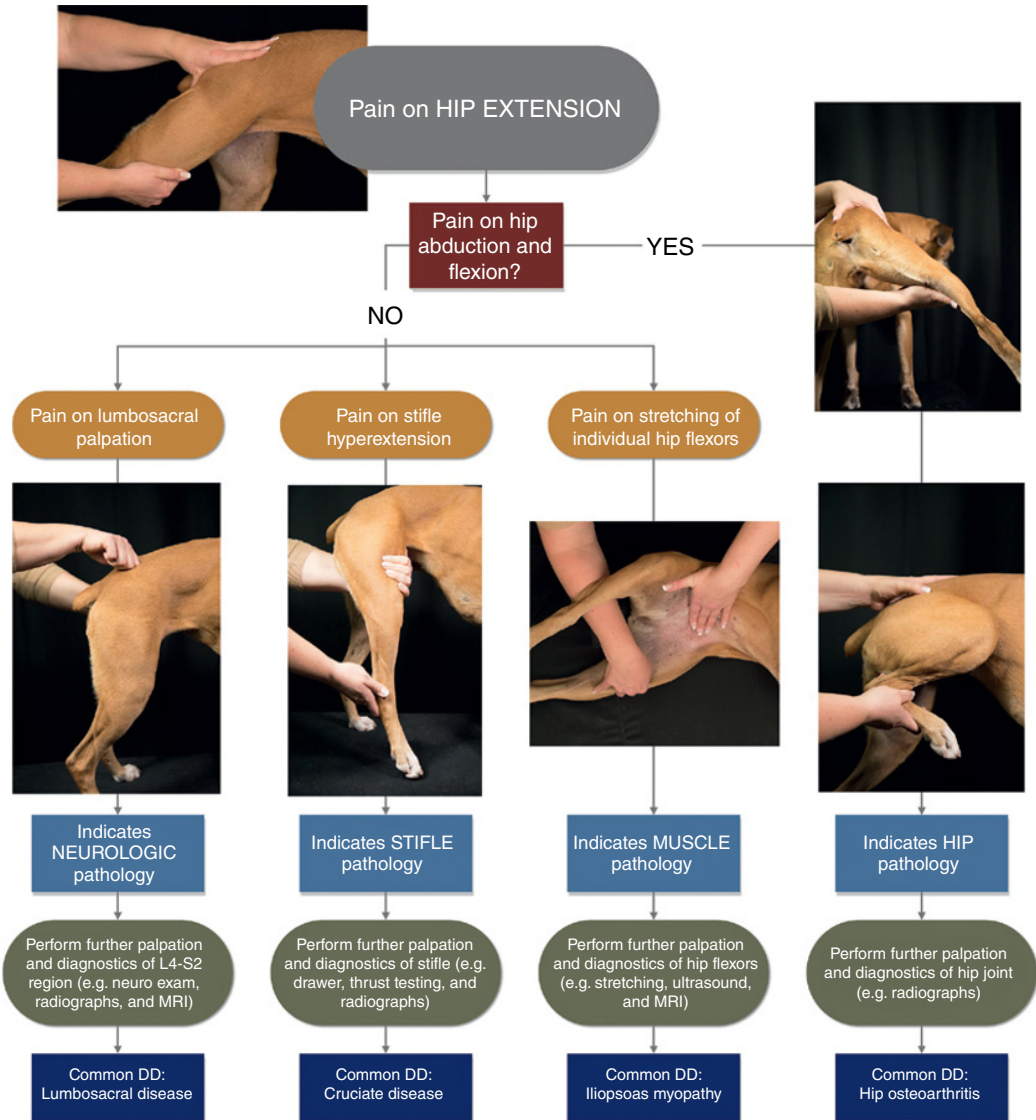 Pain on HIP EXTENSION
Pain on hip
abduction and
flexion?
YES
NO
Pain on lumbosacral
palpation
Pain on stifle
hyperextension
Pain on stretching of
individual hip flexors
Indicates
NEUROLOGIC
pathology
Indicates STIFLE
pathology
Indicates MUSCLE
pathology
Indicates HIP
pathology
Perform further palpation
and diagnostics of L4-S2
region (e.g. neuro exam,
radiographs, and MRI)
Perform further palpation
and diagnostics of stifle (e.g.
drawer, thrust testing, and
radiographs)
Perform further palpation
and diagnostics of hip flexors
(e.g. stretching, ultrasound,
and MRI)
Perform further palpation
and diagnostics of hip joint
(e.g. radiographs)
Common DD:
Lumbosacral disease
Common DD:
Cruciate disease
Common DD:
Iliopsoas myopathy
Common DD:
Hip osteoarthritis